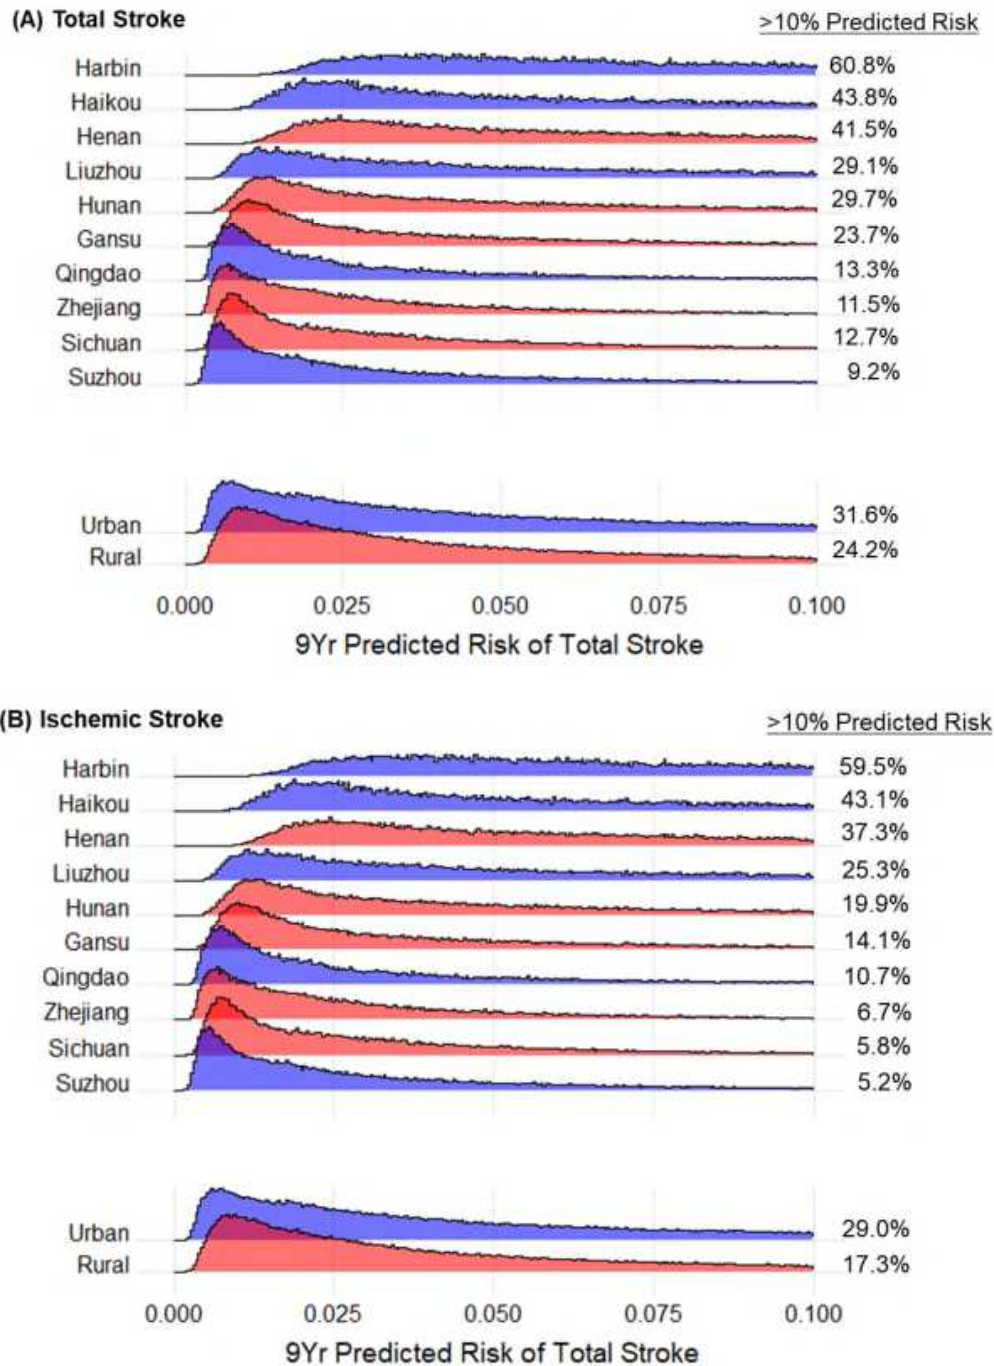 (A) Total Stroke
>10% Predicted Risk
Harbin 60.8%
Haikou 43.8%
Henan 41.5%
Liuzhou 29.1%
Hunan 29.7%
Gansu 23.7%
Qingdao 13.3%
Zhejiang 11.5%
Sichuan 12.7%
Suzhou 9.2%
Urban 31.6%
Rural 24.2%
0.000 0.025 0.050 0.075 0.100
9Yr Predicted Risk of Total Stroke
(B) Ischemic Stroke
>10% Predicted Risk
Harbin 59.5%
Haikou 43.1%
Henan 37.3%
Liuzhou 25.3%
Hunan 19.9%
Gansu 14.1%
Qingdao 10.7%
Zhejiang 6.7%
Sichuan 5.8%
Suzhou 5.2%
Urban 29.0%
Rural 17.3%
0.000 0.025 0.050 0.075 0.100
9Yr Predicted Risk of Total Stroke